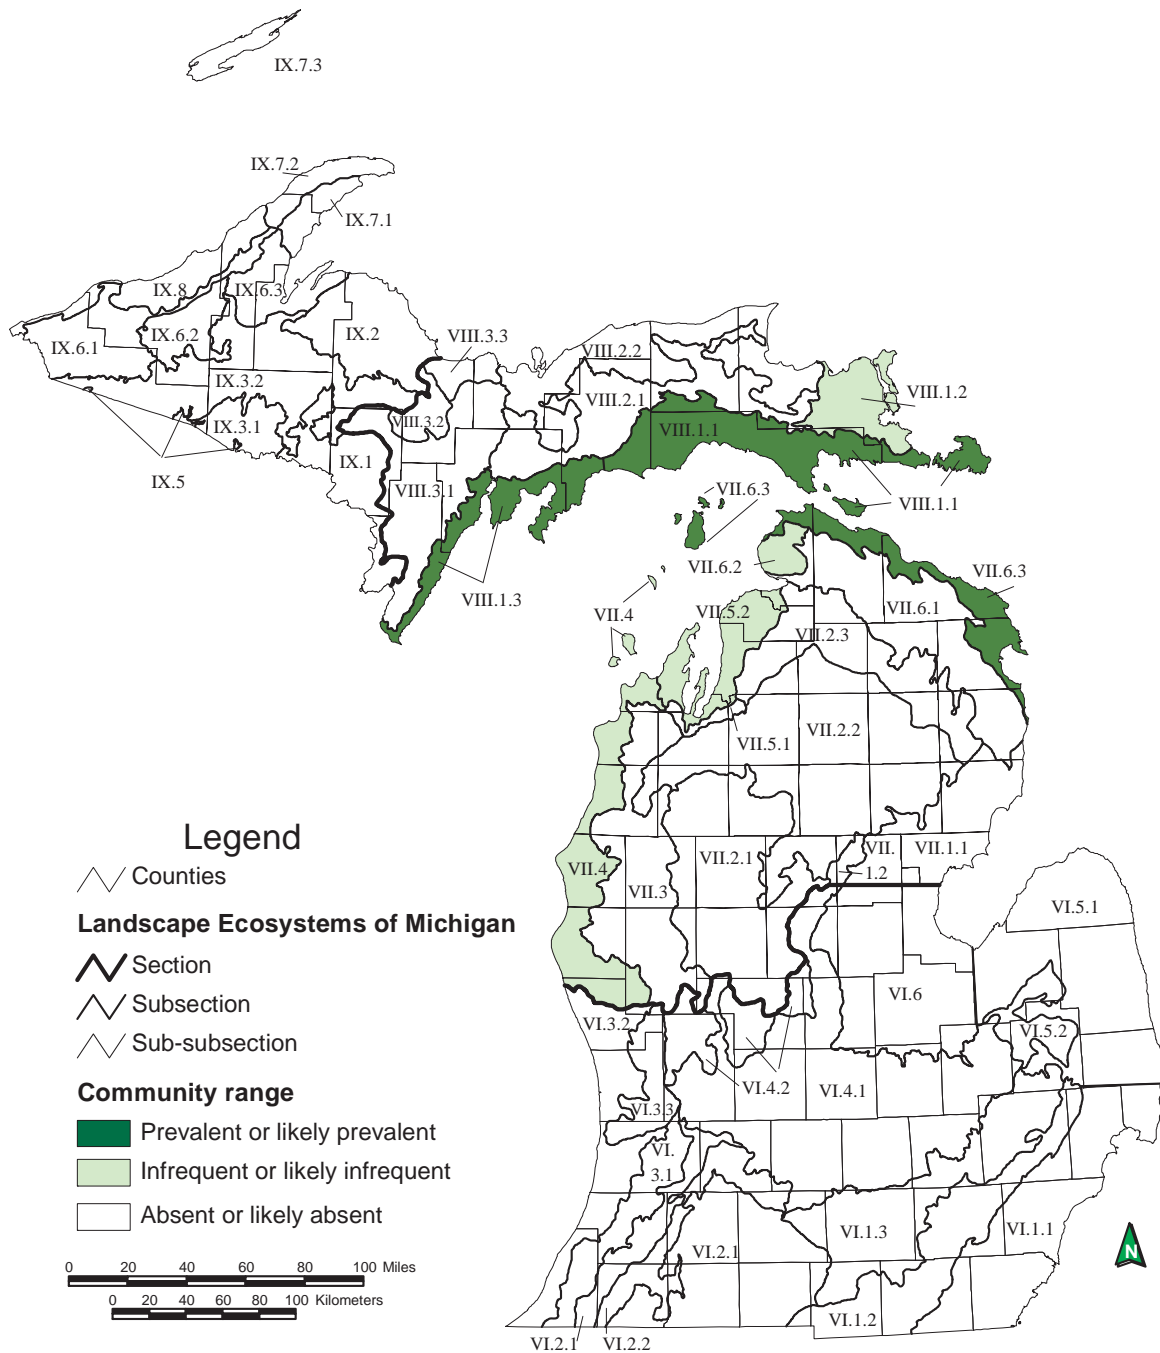 IX.7.3
IX.7.2
IX.7.1
IX.8
IX.6.3
IX.6.2
IX.6.1
IX.2
VIII.3.3
VIII.2.2
IX.3.2
VIII.2.1
VIII.1.2
IX.3.1
VIII.3.2
VIII.1.1
IX.1
IX.5
VIII.3.1
VIII.1.1
VII.6.3
VII.6.2
VII.6.3
VIII.1.3
VII.4
VII.5.2
VII.6.1
VII.2.3
VII.5.1
VII.2.2
Legend
Counties
Landscape Ecosystems of Michigan
Section
Subsection
Sub-subsection
Community range
Prevalent or likely prevalent
Infrequent or likely infrequent
Absent or likely absent
0 20 40 60 80 100 Miles
0 20 40 60 80 100 Kilometers
VII.4
VII.3
VII.2.1
VII.
1.2
VII.1.1
VI.5.1
VI.6
VI.3.2
VI.5.2
VI.4.2
VI.4.1
VI.3.3
VI.
3.1
VI.2.1
VI.1.3
VI.1.1
VI.1.2
VI.2.1
VI.2.2
N